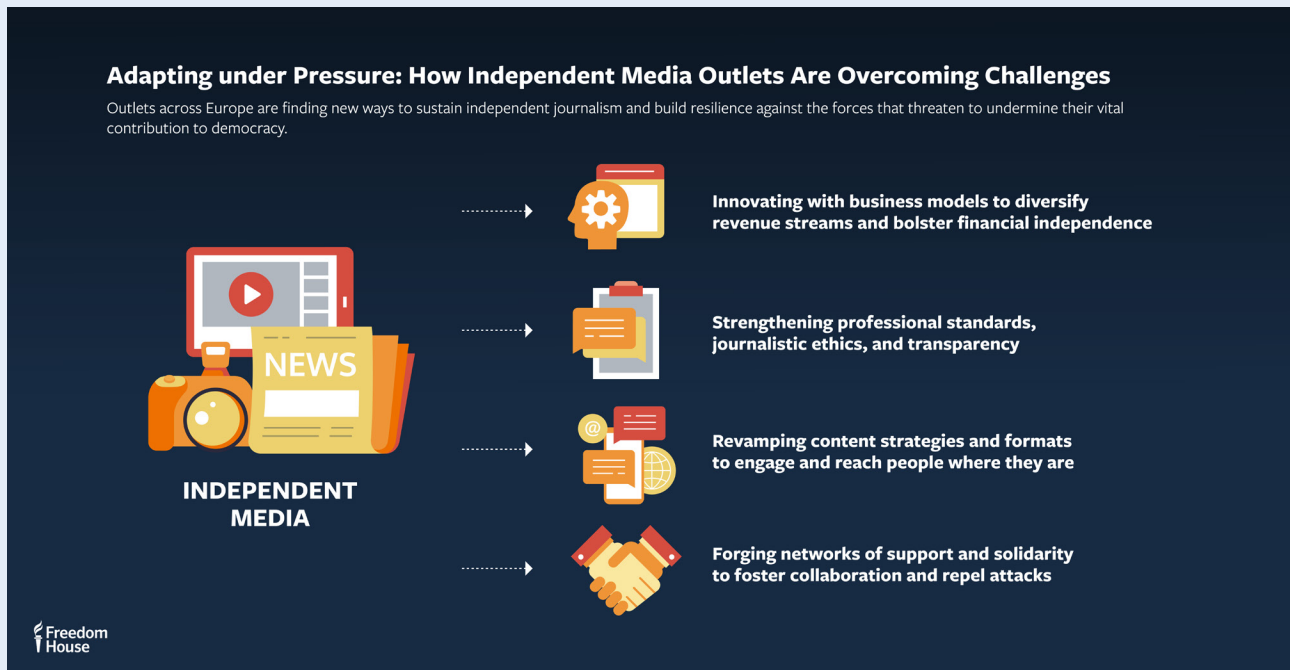 Adapting under Pressure: How Independent Media Outlets Are Overcoming Challenges
Outlets across Europe are finding new ways to sustain independent journalism and build resilience against the forces that threaten to undermine their vital
contribution to democracy.
NEWS
INDEPENDENT
MEDIA
Innovating with business models to diversify
revenue streams and bolster financial independence
Strengthening professional standards,
journalistic ethics, and transparency
@
Revamping content strategies and formats
to engage and reach people where they are
Forging networks of support and solidarity
to foster collaboration and repel attacks
Freedom
House